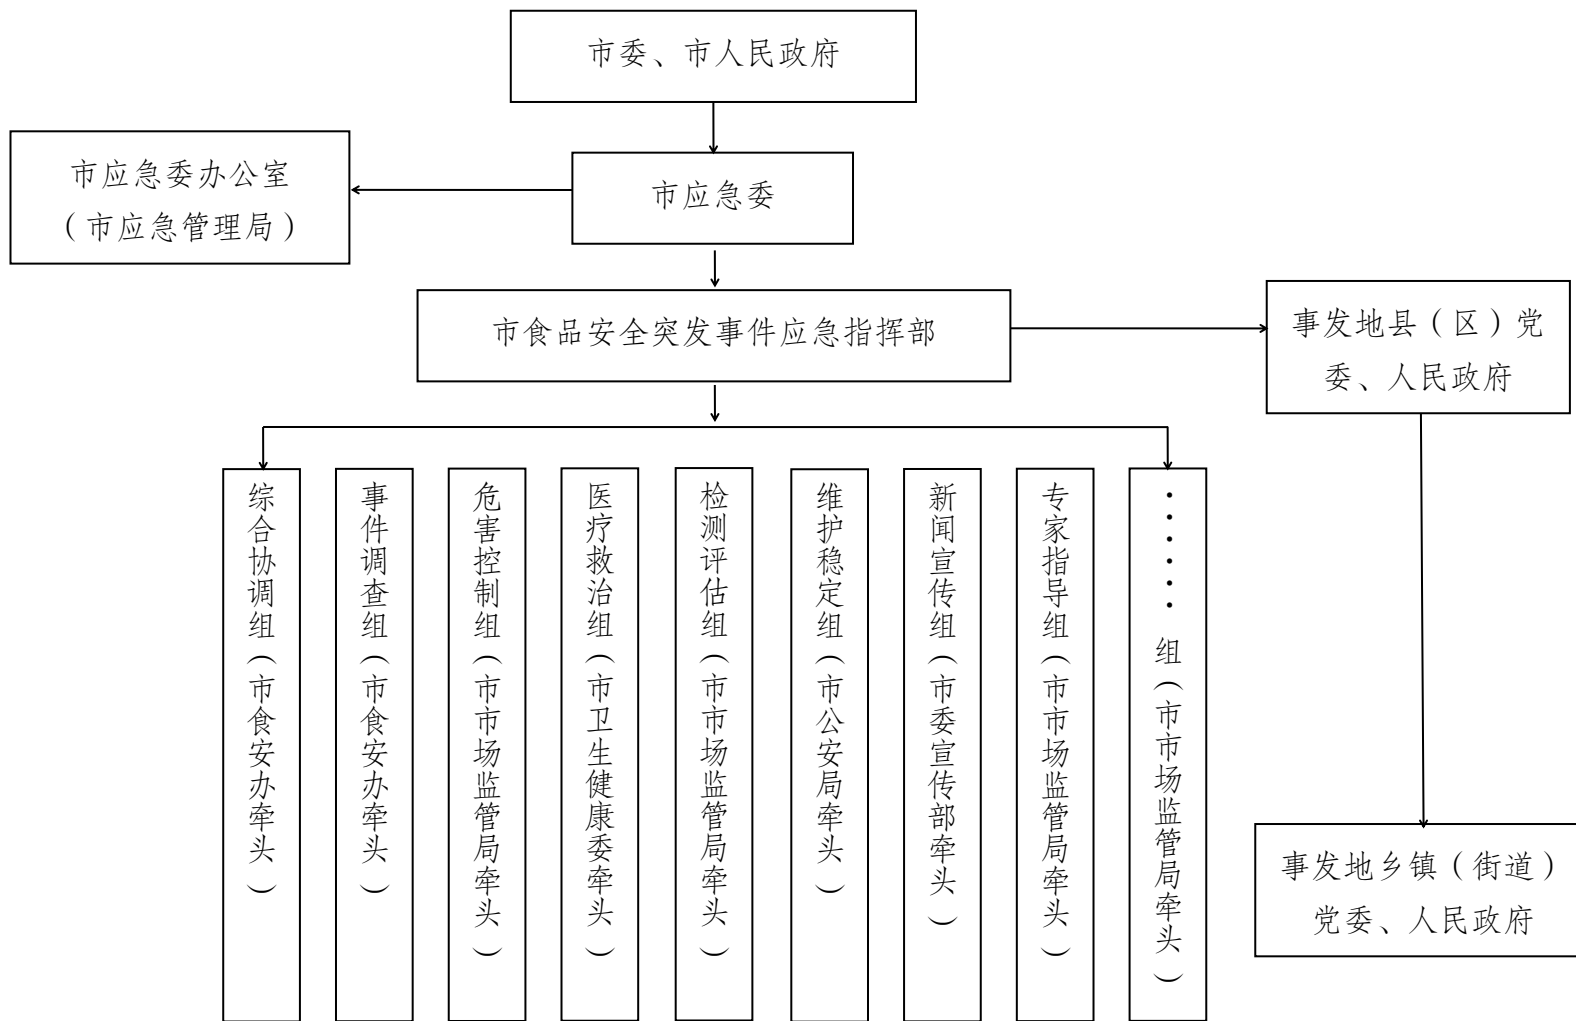 市委、市人民政府
市应急委办公室
（市应急管理局）
市应急委
市食品安全突发事件应急指挥部
事发地县（区）党
委、人民政府
综合协调组（市食安办牵头）
事件调查组（市食安办牵头）
危害控制组（市市场监管局牵头）
医疗救治组（市卫生健康委牵头）
检测评估组（市市场监管局牵头）
维护稳定组（市公安局牵头）
新闻宣传组（市委宣传部牵头）
专家指导组（市市场监管局牵头）
……组（市市场监管局牵头）
事发地乡镇（街道）
党委、人民政府